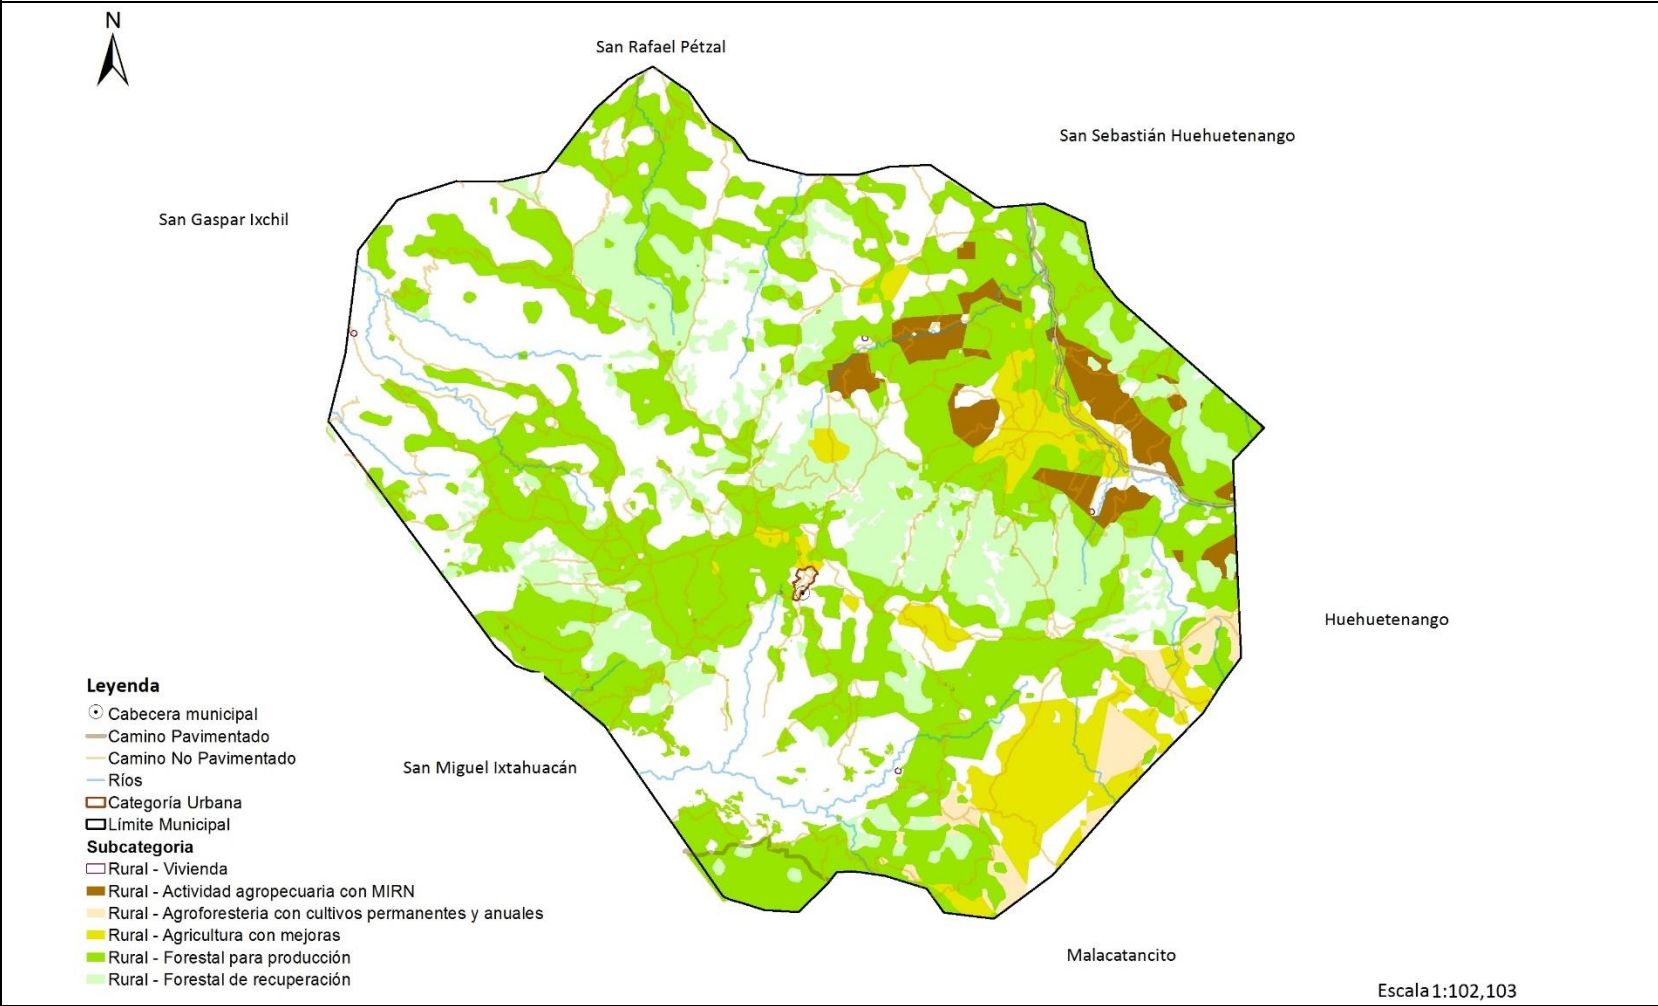 N
San Rafael Pétzal
San Sebastián Huehuetenango
San Gaspar Ixchil
Huehuetenango
San Miguel Ixtahuacán
Malacatancito
Leyenda
Cabecera municipal
Camino Pavimentado
Camino No Pavimentado
Ríos
Categoría Urbana
Límite Municipal
Subcategoria
Rural - Vivienda
Rural - Actividad agropecuaria con MIRN
Rural - Agroforesteria con cultivos permanentes y anuales
Rural - Agricultura con mejoras
Rural - Forestal para producción
Rural - Forestal de recuperación
Escala 1:102,103